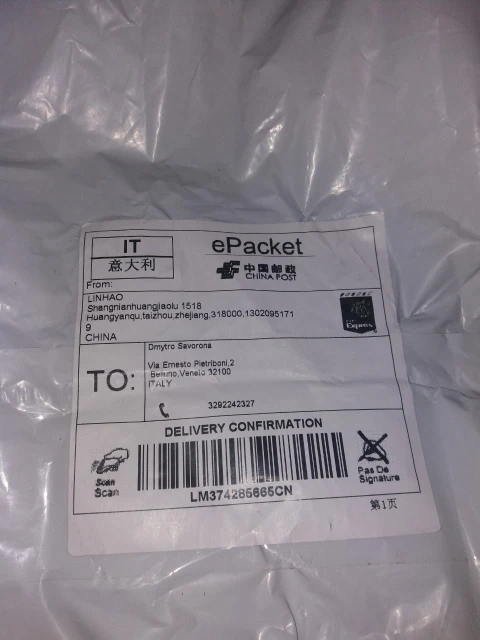 IT
意大利
ePacket
中国邮政
CHINA POST
From:
LINHAO
Shangnianhuangjiaolu 1518
Huangyanqu,taizhou,zhejiang,318000,1302095171
9
CHINA
Express
TO:
Dmytro Savorona
Via Ernesto Pietriboni,2
Belluno,Veneto 32100
ITALY
3292242327
DELIVERY CONFIRMATION
Scan
Scan
LM374285665CN
Pas De
Signature
第1页